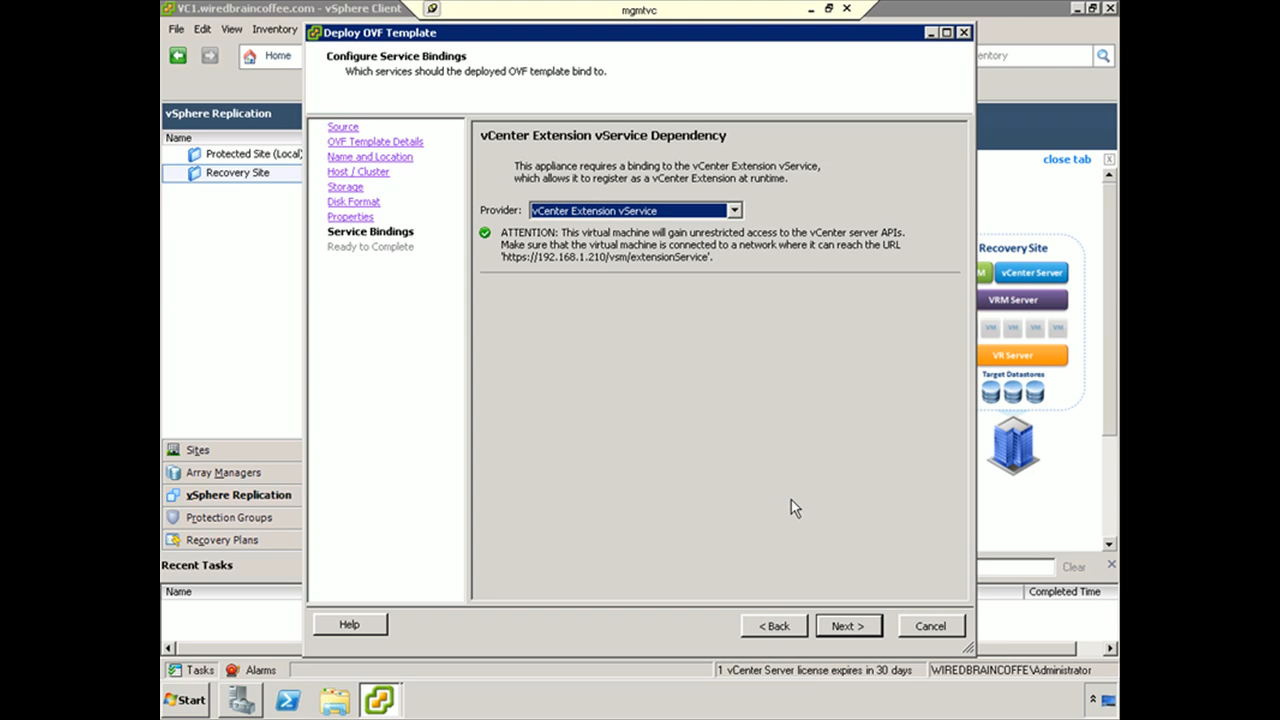 VC1.wiredbraincoffee.com - vSphere Client
mgmtvc
File Edit View Inventory
Home
entory
Deploy OVF Template
Configure Service Bindings
Which services should the deployed OVF template bind to.
vSphere Replication
Name
Protected Site (Local)
Recovery Site
Source
OVF Template Details
Name and Location
Host / Cluster
Storage
Disk Format
Properties
Service Bindings
Ready to Complete
vCenter Extension vService Dependency
This appliance requires a binding to the vCenter Extension vService,
which allows it to register as a vCenter Extension at runtime.
Provider: vCenter Extension vService
ATTENTION: This virtual machine will gain unrestricted access to the vCenter server APIs.
Make sure that the virtual machine is connected to a network where it can reach the URL
'https://192.168.1.210/vsm/extensionService'.
close tab
Recovery Site
M vCenter Server
VRM Server
VM VM VM VM
VR Server
Target Datastores
Sites
Array Managers
vSphere Replication
Protection Groups
Recovery Plans
Recent Tasks
Clear
Name
Completed Time
Help
< Back Next > Cancel
Tasks Alarms
1 vCenter Server license expires in 30 days
WIREDBRAINCOFFE\Administrator
Start